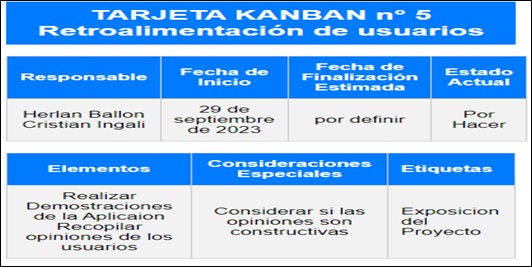 TARJETA KANBAN n° 5
Retroalimentación de usuarios
Responsable
Fecha de
Inicio
Fecha de
Finalización
Estimada
Estado
Actual
Herlan Ballon
Cristian Ingali
29 de
septiembre
de 2023
por definir
Por
Hacer
Elementos
Consideraciones
Especiales
Etiquetas
Realizar
Demostraciones
de la Aplicaion
Recopilar
opiniones de los
usuarios
Considerar si las
opiniones son
constructivas
Exposicion
del
Proyecto